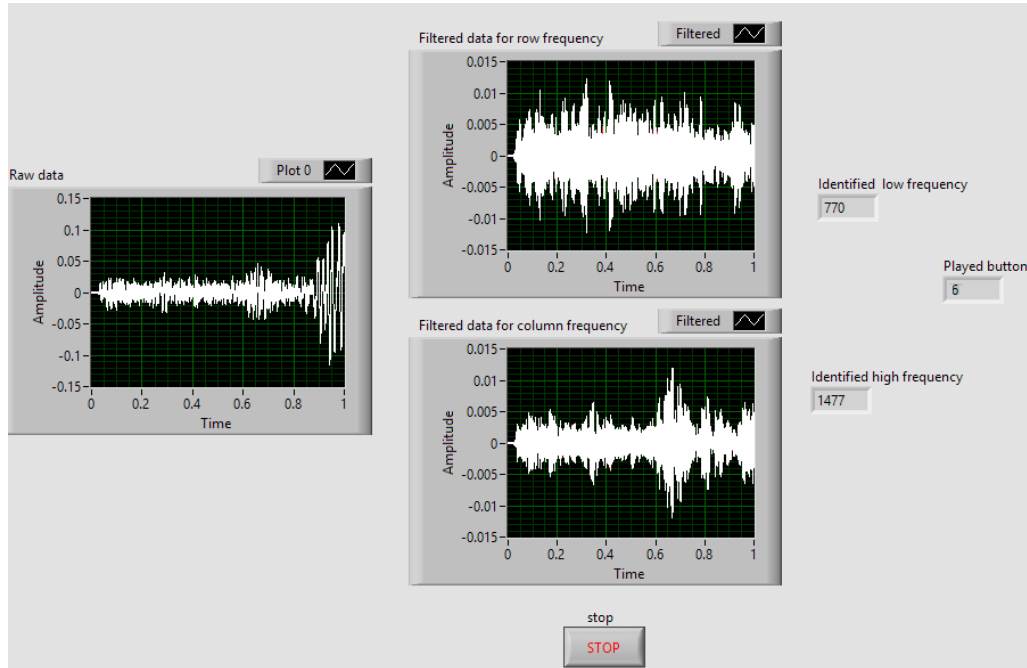 Filtered data for row frequency
Filtered
0.015
0.01
0.005
0
-0.005
-0.01
-0.015
Amplitude
0 0.2 0.4 0.6 0.8 1
Time
Raw data
Plot 0
0.15
0.1
0.05
0
-0.05
-0.1
-0.15
Amplitude
0 0.2 0.4 0.6 0.8 1
Time
Identified low frequency
770
Played button
6
Filtered data for column frequency
Filtered
0.015
0.01
0.005
0
-0.005
-0.01
-0.015
Amplitude
0 0.2 0.4 0.6 0.8 1
Time
Identified high frequency
1477
stop
STOP